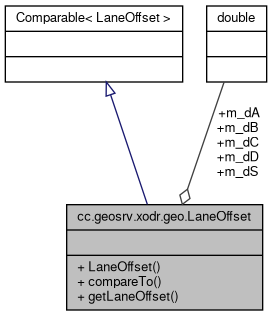 Comparable< LaneOffset >
double
+m_dA
+m_dB
+m_dC
+m_dD
+m_dS
cc.geosrv.xodr.geo.LaneOffset
+ LaneOffset()
+ compareTo()
+ getLaneOffset()